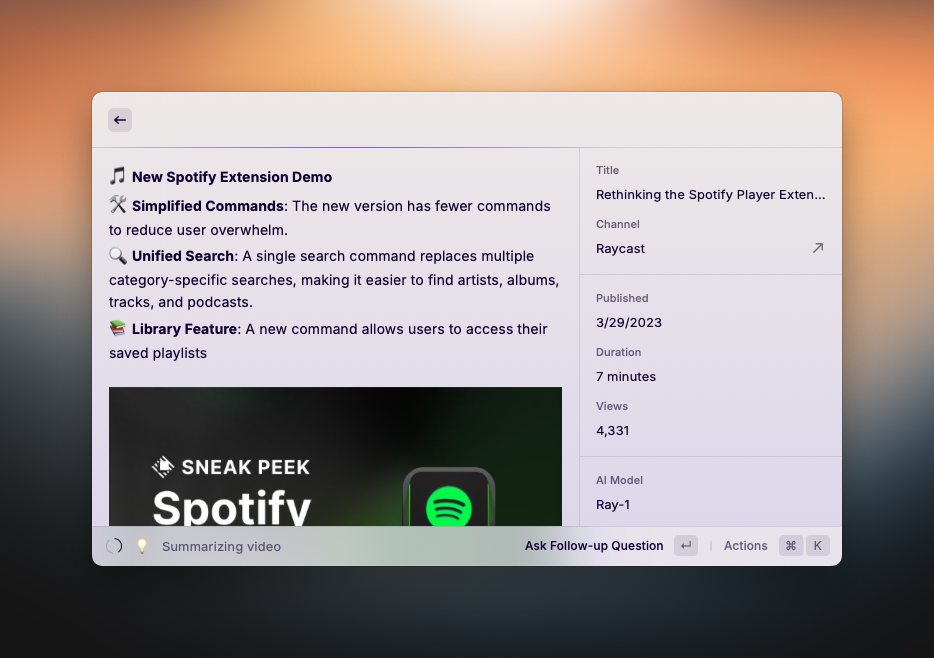 🎵 New Spotify Extension Demo
🛠️ Simplified Commands: The new version has fewer commands
to reduce user overwhelm.
🔍 Unified Search: A single search command replaces multiple
category-specific searches, making it easier to find artists, albums,
tracks, and podcasts.
📚 Library Feature: A new command allows users to access their
saved playlists
SNEAK PEEK
Spotify
Title
Rethinking the Spotify Player Exten...
Channel
Raycast
Published
3/29/2023
Duration
7 minutes
Views
4,331
AI Model
Ray-1
💡 Summarizing video
Ask Follow-up Question ↵ | Actions ⌘ K